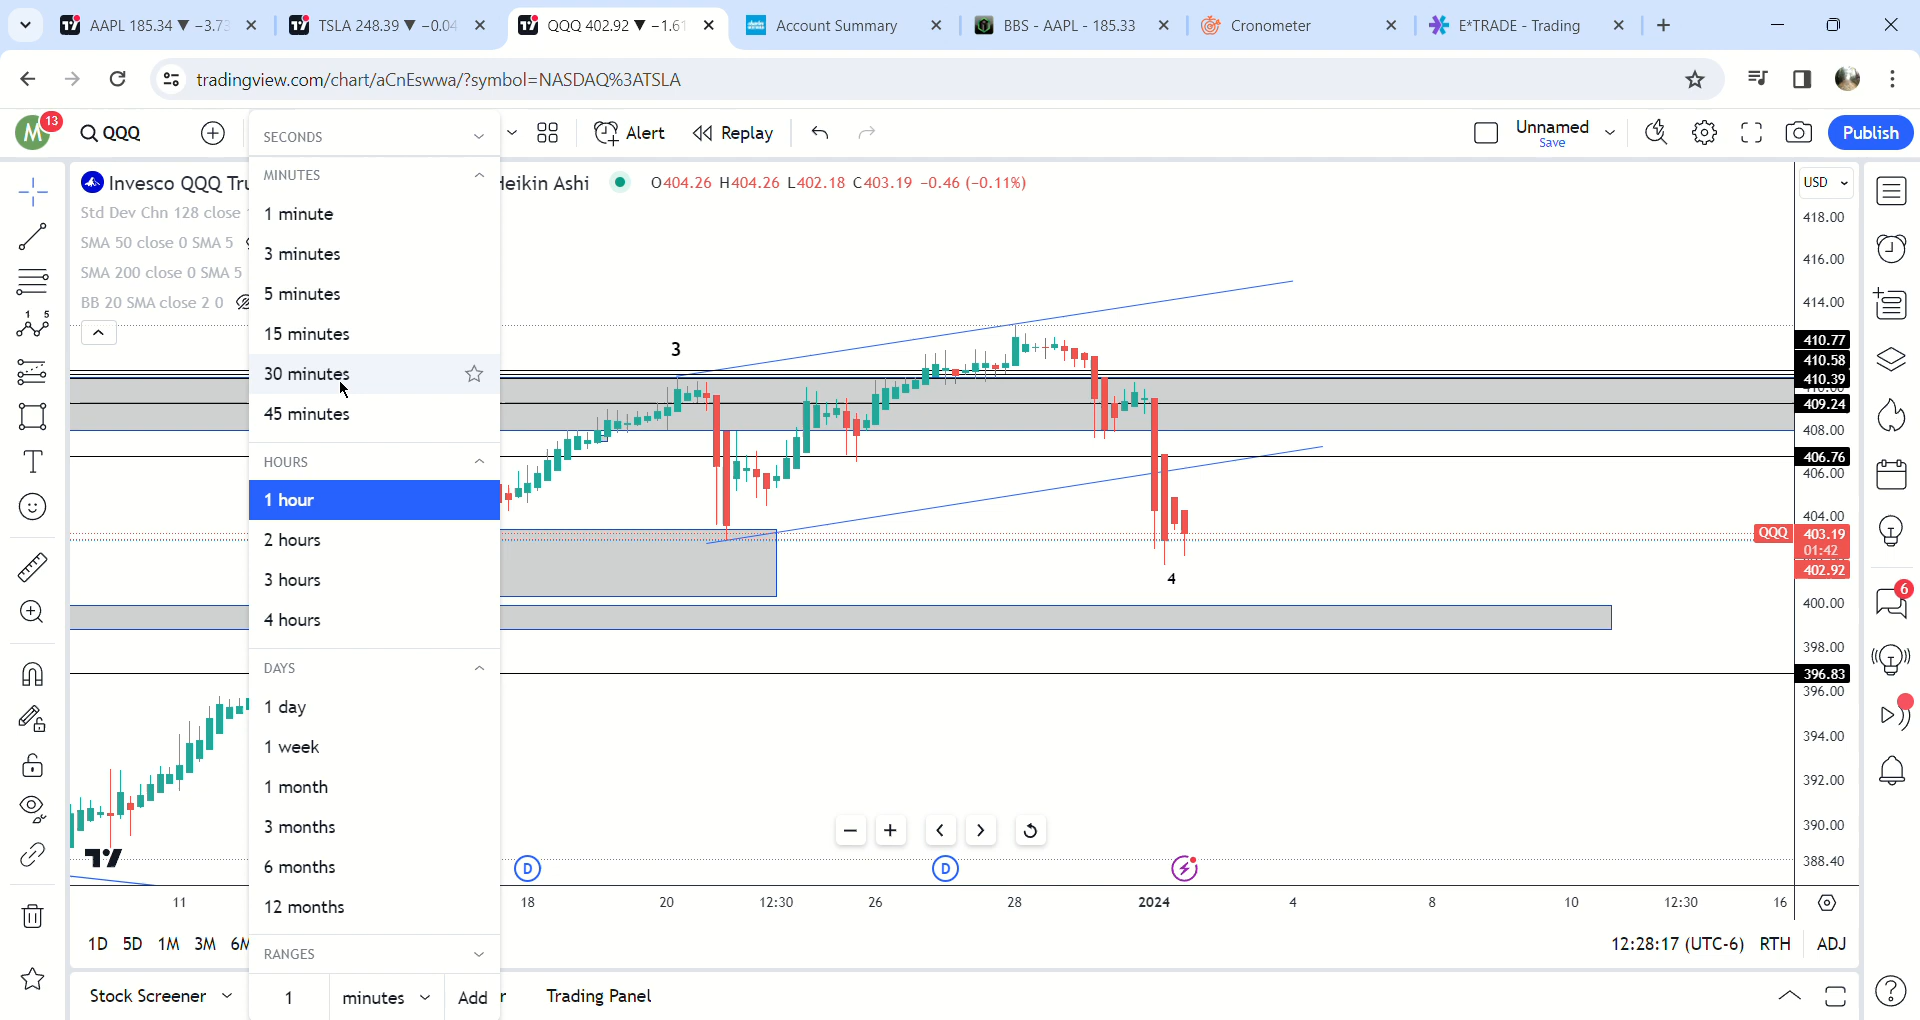 AAPL 185.34 ▼ −3.73
TSLA 248.39 ▼ −0.04
QQQ 402.92 ▼ −1.61
Account Summary
BBS - AAPL - 185.33
Cronometer
E*TRADE - Trading
tradingview.com/chart/aCnEswwa/?symbol=NASDAQ%3ATSLA
M
13
QQQ
Alert
Replay
Unnamed
Save
Publish
Invesco QQQ Tru
Heikin Ashi
O404.26 H404.26 L402.18 C403.19 −0.46 (−0.11%)
USD
Std Dev Chn 128 close
SMA 50 close 0 SMA 5
SMA 200 close 0 SMA 5
BB 20 SMA close 2 0
SECONDS
MINUTES
1 minute
3 minutes
5 minutes
15 minutes
30 minutes
45 minutes
HOURS
1 hour
2 hours
3 hours
4 hours
DAYS
1 day
1 week
1 month
3 months
6 months
12 months
RANGES
1 minutes Add
3
4
D
D
418.00
416.00
414.00
410.77
410.58
410.39
409.24
408.00
406.76
406.00
404.00
QQQ 403.19
01:42
402.92
400.00
398.00
396.83
396.00
394.00
392.00
390.00
388.40
6
11
18
20
12:30
26
28
2024
4
8
10
12:30
16
1D 5D 1M 3M 6M
12:28:17 (UTC-6) RTH ADJ
Stock Screener
r
Trading Panel